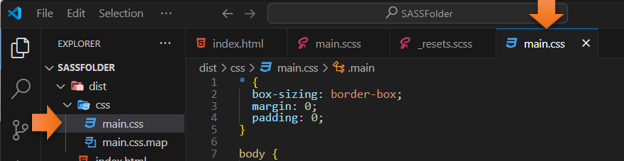 File Edit Selection ... SASSFolder
EXPLORER ...
SASSFOLDER
dist
css
main.css
main.css.map
index.html
index.html main.scss _resets.scss main.css
dist > css > main.css > .main
1 * {
2 box-sizing: border-box;
3 margin: 0;
4 padding: 0;
5 }
6
7 body {